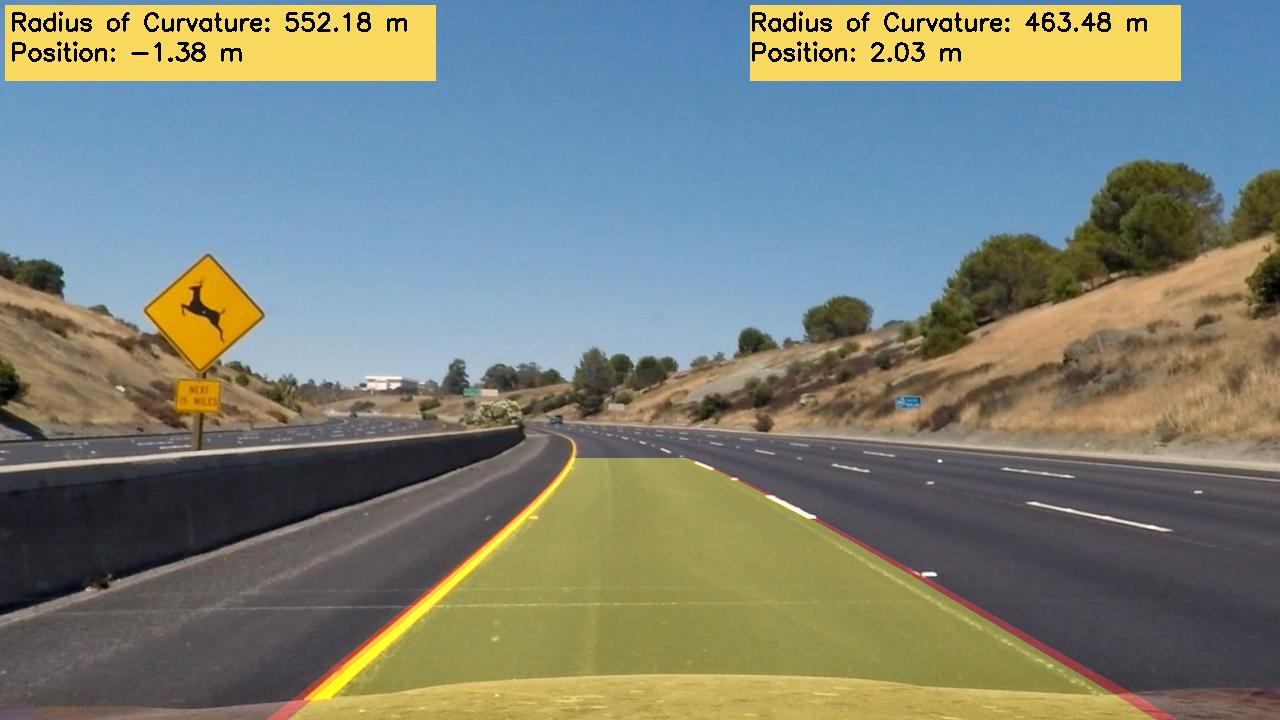 Radius of Curvature: 552.18 m
Position: −1.38 m
Radius of Curvature: 463.48 m
Position: 2.03 m
NEXT
15 MILES